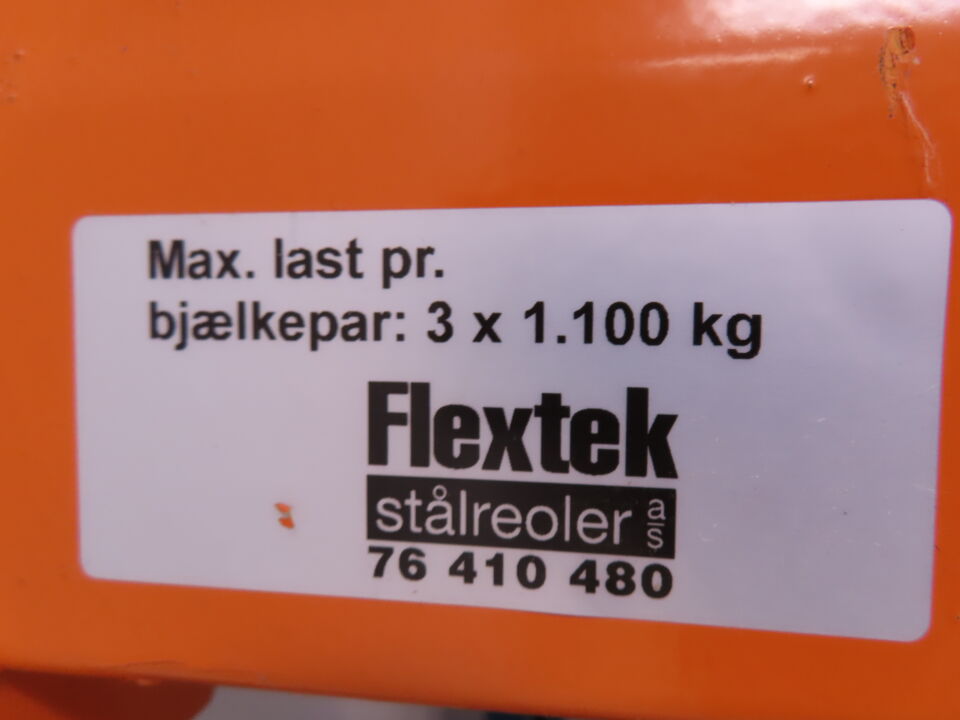 Max. last pr.
bjælkepar: 3 x 1.100 kg
Flextek
stålreoler a/s
76 410 480